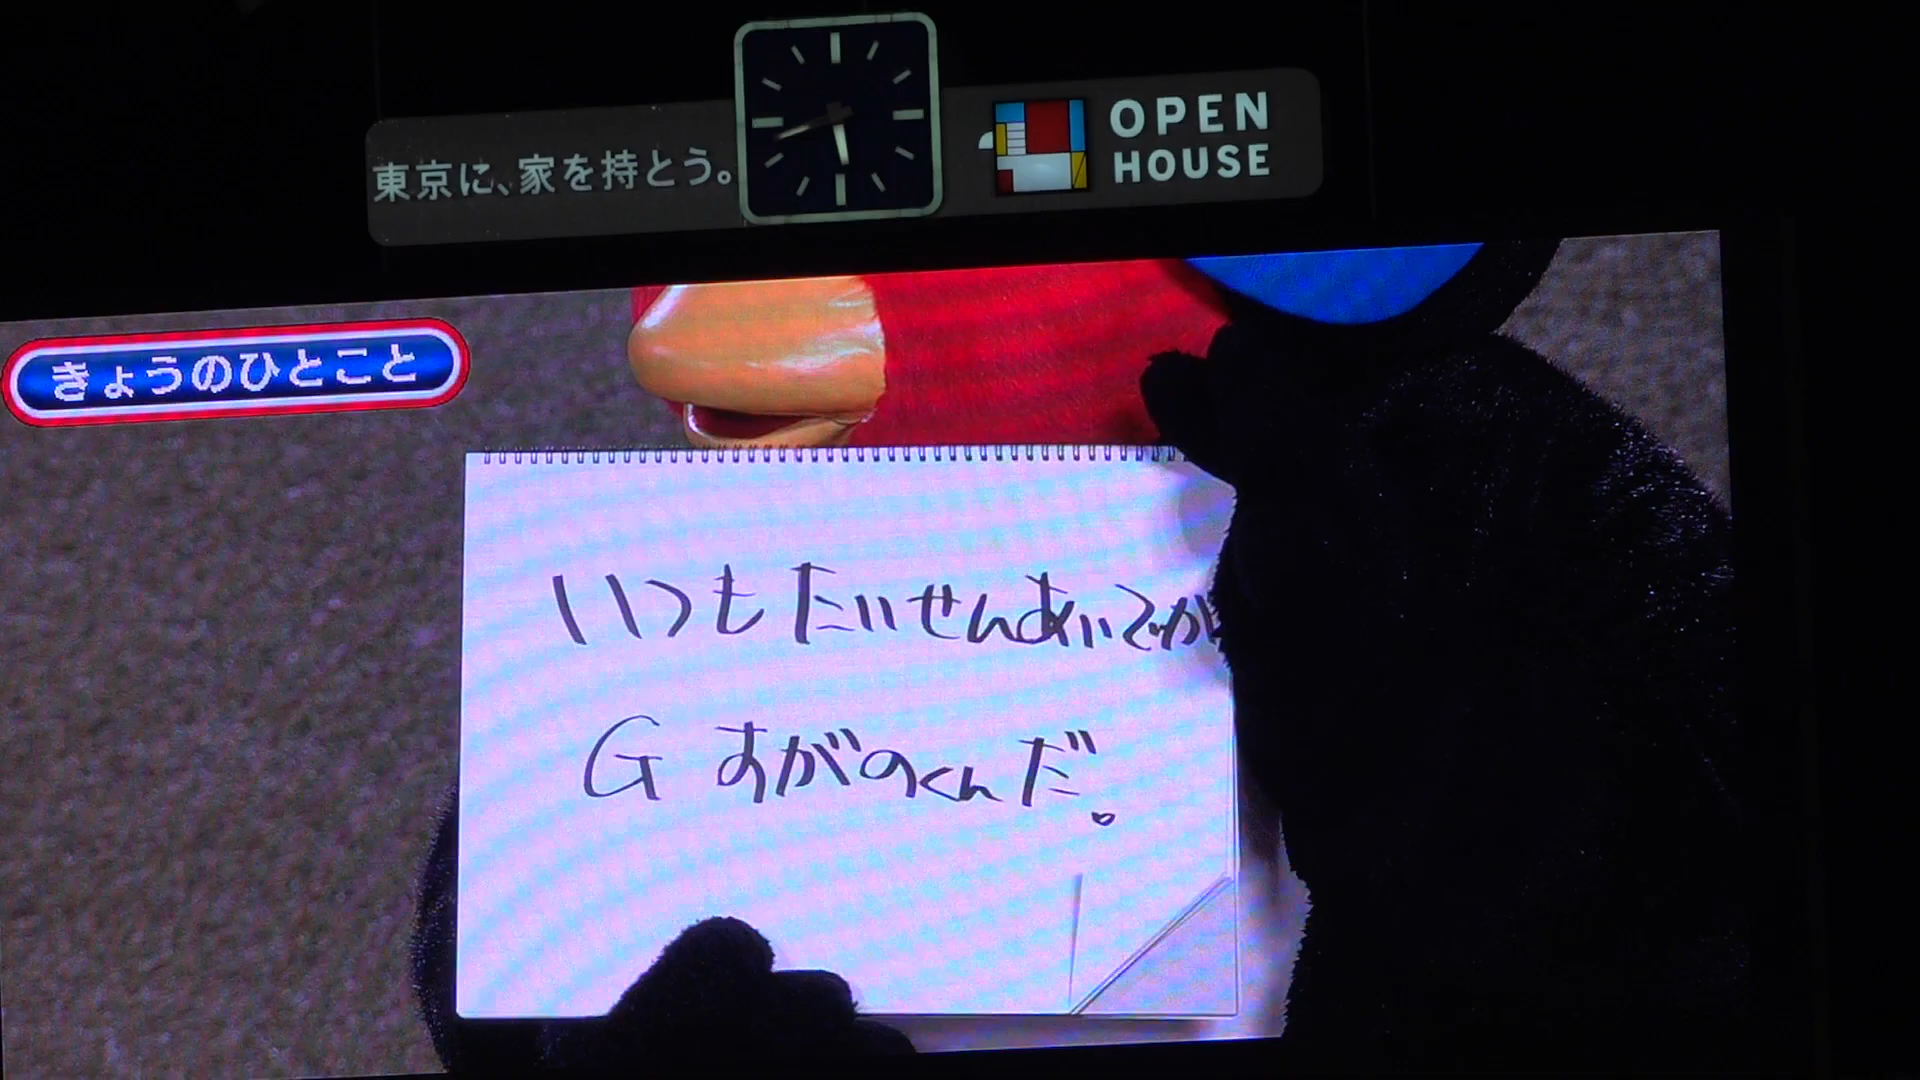 東京に、家を持とう。
OPEN
HOUSE
きょうのひとこと
いつもたいせんあいてが
G すがのくんだ。